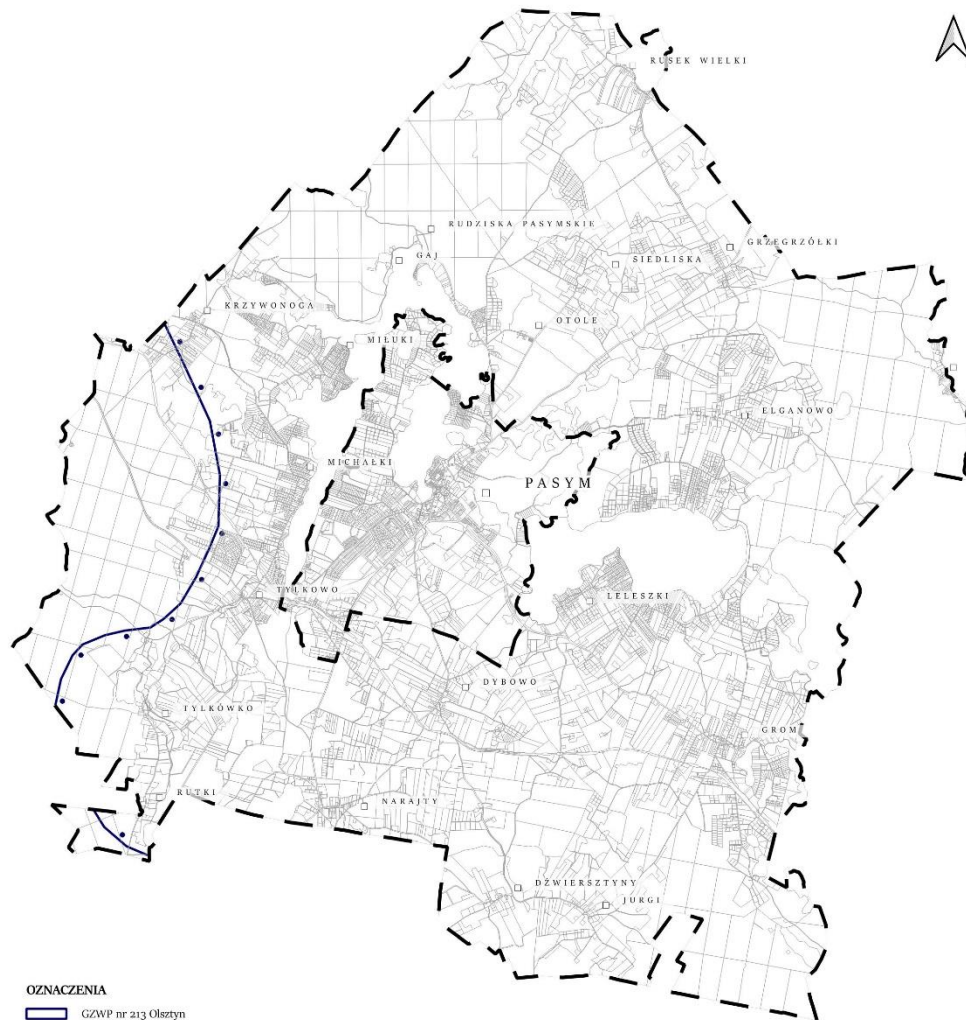 RUSEK WIELKI
RUDZISKA PASYMSKIE
GRZEGRZÓŁKI
GAJ
SIEDLISKA
KRZYWONOGA
OTOLE
MIŁUKI
ELGANOWO
MICHAŁKI
PASYM
TYŁKOWO
LELESZKI
DYBOWO
TYLKÓWKO
GROM
RUTKI
NARAJTY
DŹWIERSZTYNY
JURGI
OZNACZENIA
GZWP nr 213 Olsztyn